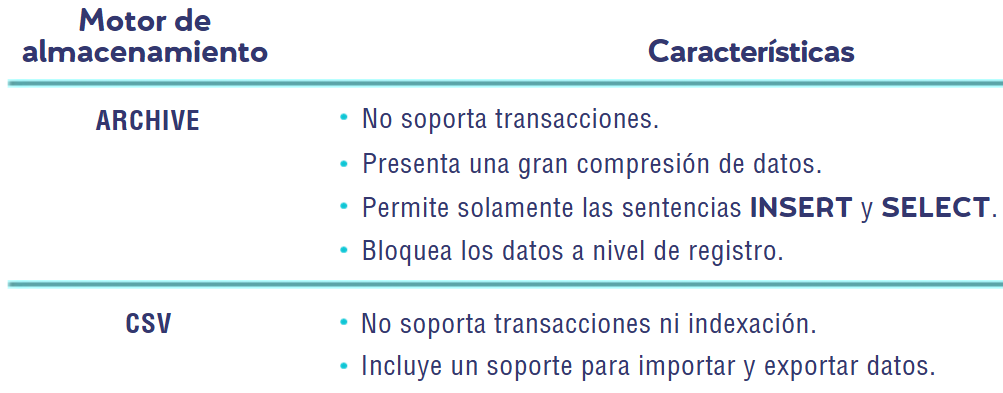 Motor de
almacenamiento
Características
ARCHIVE
• No soporta transacciones.
• Presenta una gran compresión de datos.
• Permite solamente las sentencias INSERT y SELECT.
• Bloquea los datos a nivel de registro.
CSV
• No soporta transacciones ni indexación.
• Incluye un soporte para importar y exportar datos.